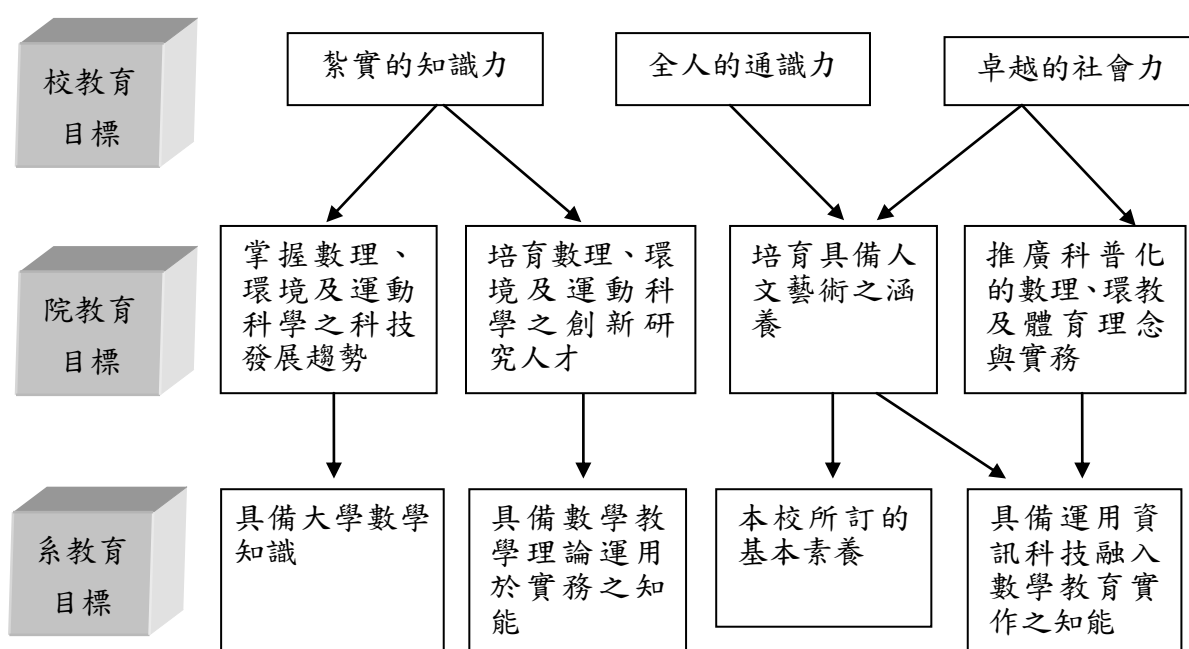 校教育
目標
紮實的知識力
全人的通識力
卓越的社會力
院教育
目標
掌握數理、
環境及運動
科學之科技
發展趨勢
培育數理、環
境及運動科
學之創新研
究人才
培育具備人
文藝術之涵
養
推廣科普化
的數理、環教
及體育理念
與實務
系教育
目標
具備大學數學
知識
具備數學教
學理論運用
於實務之知
能
本校所訂的
基本素養
具備運用資
訊科技融入
數學教育實
作之知能